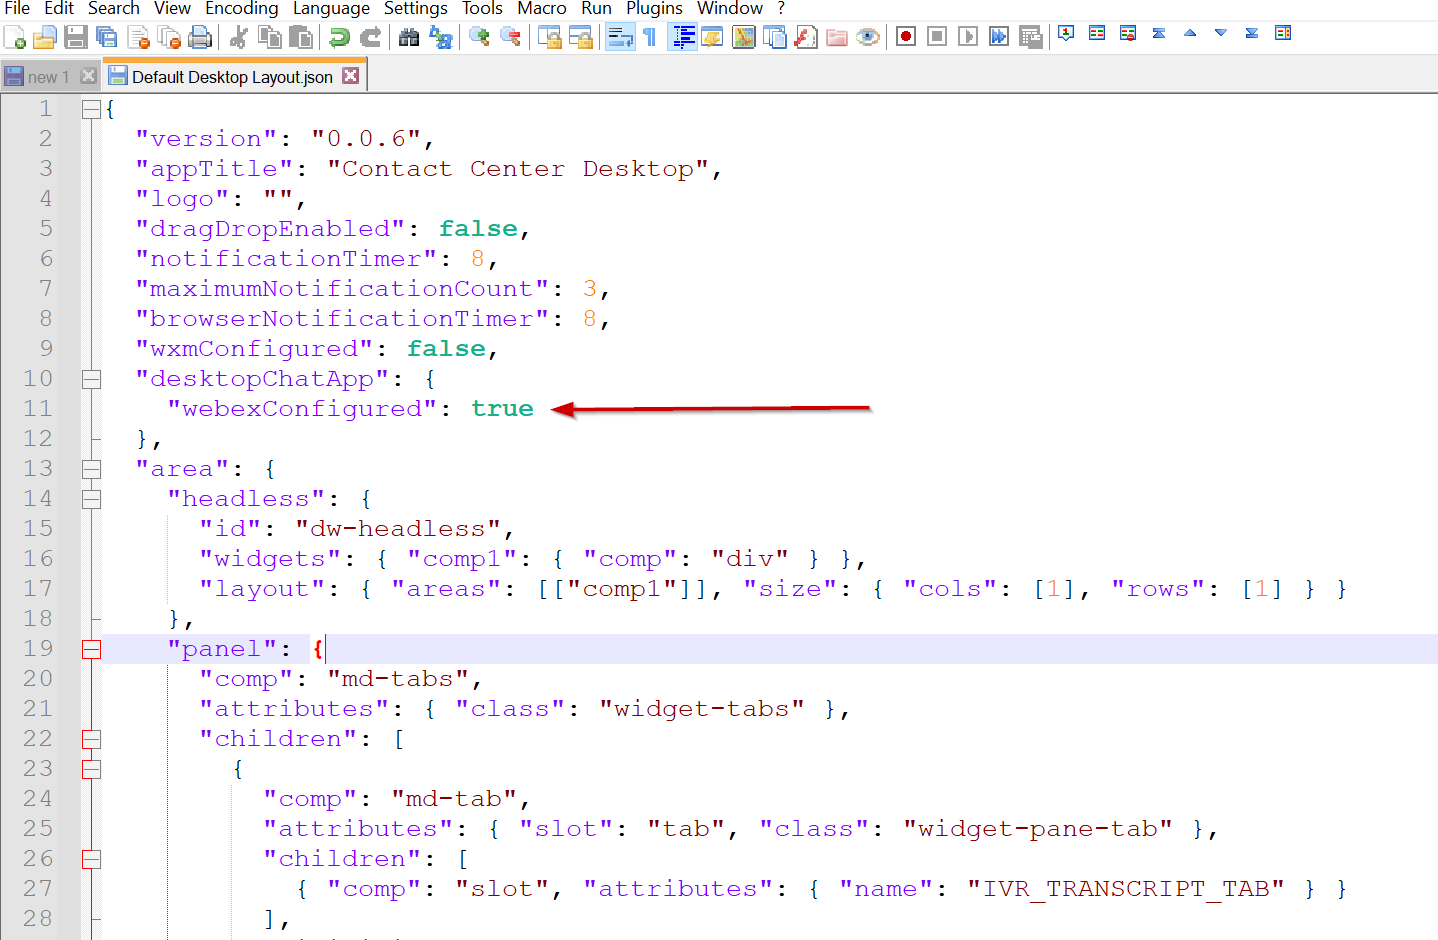 File Edit Search View Encoding Language Settings Tools Macro Run Plugins Window ?
new 1 Default Desktop Layout.json
1 {
2 "version": "0.0.6",
3 "appTitle": "Contact Center Desktop",
4 "logo": "",
5 "dragDropEnabled": false,
6 "notificationTimer": 8,
7 "maximumNotificationCount": 3,
8 "browserNotificationTimer": 8,
9 "wxmConfigured": false,
10 "desktopChatApp": {
11 "webexConfigured": true
12 },
13 "area": {
14 "headless": {
15 "id": "dw-headless",
16 "widgets": { "comp1": { "comp": "div" } },
17 "layout": { "areas": [["comp1"]], "size": { "cols": [1], "rows": [1] } }
18 },
19 "panel": {
20 "comp": "md-tabs",
21 "attributes": { "class": "widget-tabs" },
22 "children": [
23 {
24 "comp": "md-tab",
25 "attributes": { "slot": "tab", "class": "widget-pane-tab" },
26 "children": [
27 { "comp": "slot", "attributes": { "name": "IVR_TRANSCRIPT_TAB" } }
28 ],